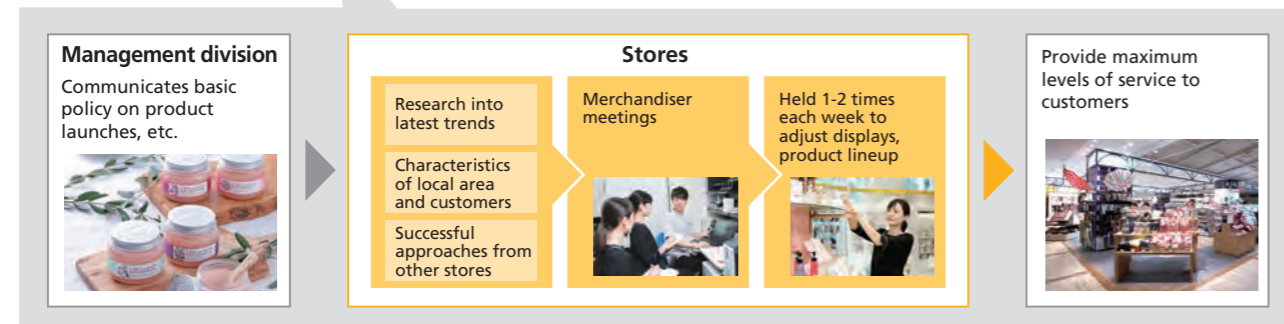 Management division
Communicates basic
policy on product
launches, etc.
Stores
Research into
latest trends
Characteristics
of local area
and customers
Successful
approaches from
other stores
Merchandiser
meetings
Held 1-2 times
each week to
adjust displays,
product lineup
Provide maximum
levels of service to
customers